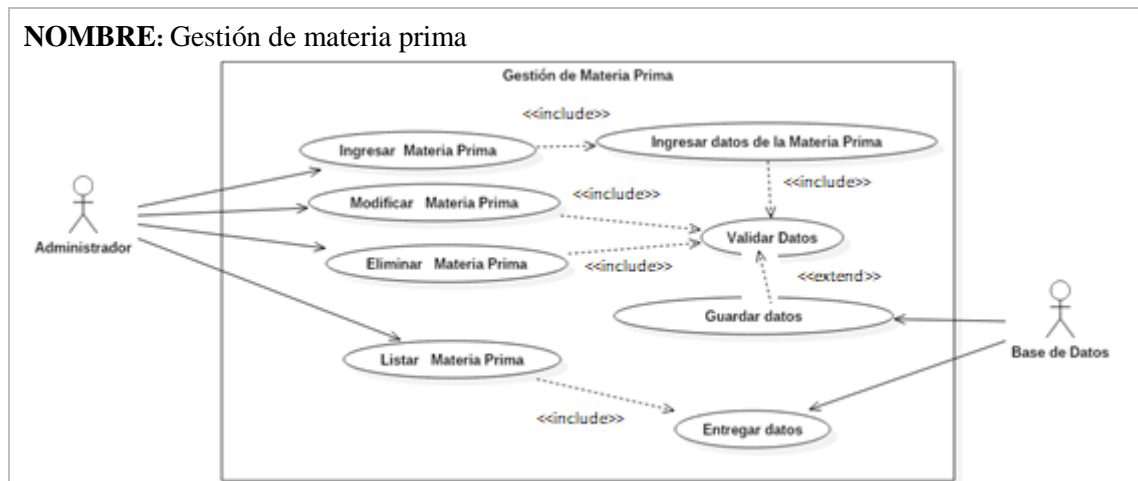 NOMBRE: Gestión de materia prima
Gestión de Materia Prima
<<include>>
Ingresar Materia Prima
Ingresar datos de la Materia Prima
<<include>>
<<include>>
Modificar Materia Prima
Validar Datos
Administrador
Eliminar Materia Prima
<<include>>
<<extend>>
Guardar datos
Base de Datos
Listar Materia Prima
<<include>>
Entregar datos